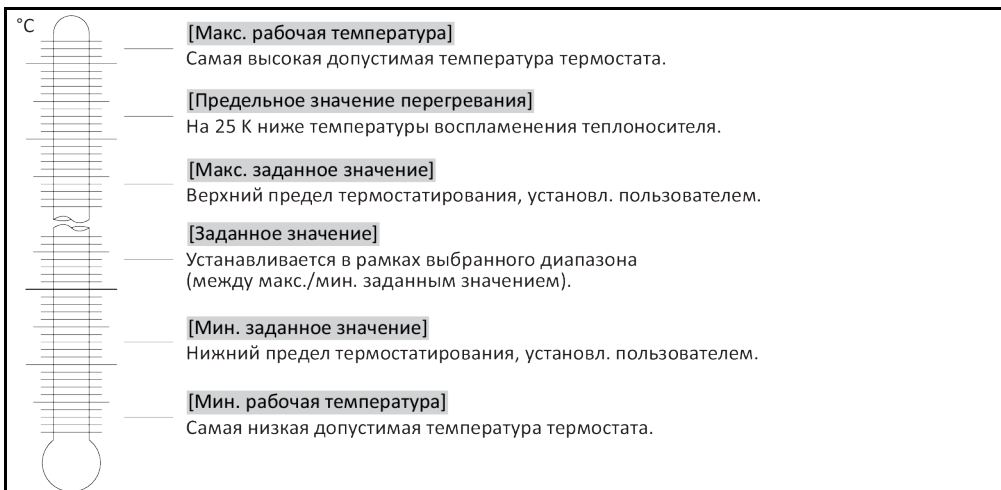 °C
[Макс. рабочая температура]
Самая высокая допустимая температура термостата.
[Предельное значение перегревания]
На 25 K ниже температуры воспламенения теплоносителя.
[Макс. заданное значение]
Верхний предел термостатирования, установл. пользователем.
[Заданное значение]
Устанавливается в рамках выбранного диапазона
(между макс./мин. заданным значением).
[Мин. заданное значение]
Нижний предел термостатирования, установл. пользователем.
[Мин. рабочая температура]
Самая низкая допустимая температура термостата.